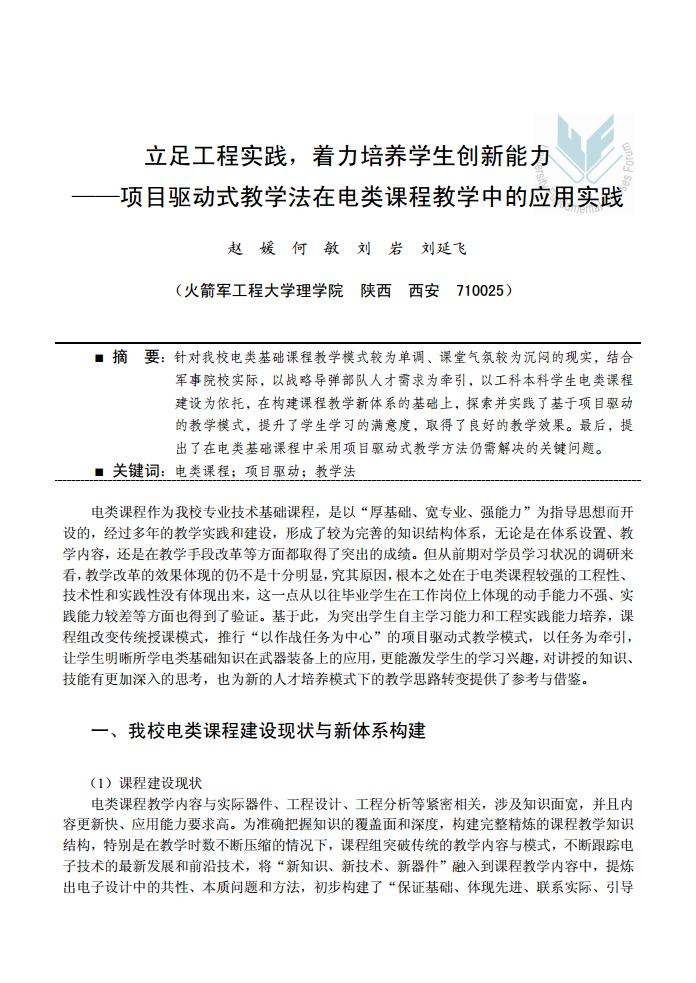 立足工程实践，着力培养学生创新能力
——项目驱动式教学法在电类课程教学中的应用实践
赵　媛　何　敏　刘　岩　刘延飞
（火箭军工程大学理学院　陕西　西安　710025）
■ 摘　要：针对我校电类基础课程教学模式较为单调、课堂气氛较为沉闷的现实，结合
军事院校实际，以战略导弹部队人才需求为牵引，以工科本科学生电类课程
建设为依托，在构建课程教学新体系的基础上，探索并实践了基于项目驱动
的教学模式，提升了学生学习的满意度，取得了良好的教学效果。最后，提
出了在电类基础课程中采用项目驱动式教学方法仍需解决的关键问题。
■ 关键词：电类课程；项目驱动；教学法
电类课程作为我校专业技术基础课程，是以“厚基础、宽专业、强能力”为指导思想而开
设的，经过多年的教学实践和建设，形成了较为完善的知识结构体系，无论是在体系设置、教
学内容，还是在教学手段改革等方面都取得了突出的成绩。但从前期对学员学习状况的调研来
看，教学改革的效果体现的仍不是十分明显，究其原因，根本之处在于电类课程较强的工程性、
技术性和实践性没有体现出来，这一点从以往毕业学生在工作岗位上体现的动手能力不强、实
践能力较差等方面也得到了验证。基于此，为突出学生自主学习能力和工程实践能力培养，课
程组改变传统授课模式，推行“以作战任务为中心”的项目驱动式教学模式，以任务为牵引，
让学生明晰所学电类基础知识在武器装备上的应用，更能激发学生的学习兴趣，对讲授的知识、
技能有更加深入的思考，也为新的人才培养模式下的教学思路转变提供了参考与借鉴。
一、我校电类课程建设现状与新体系构建
（1）课程建设现状
电类课程教学内容与实际器件、工程设计、工程分析等紧密相关，涉及知识面宽，并且内
容更新快、应用能力要求高。为准确把握知识的覆盖面和深度，构建完整精炼的课程教学知识
结构，特别是在教学时数不断压缩的情况下，课程组突破传统的教学内容与模式，不断跟踪电
子技术的最新发展和前沿技术，将“新知识、新技术、新器件”融入到课程教学内容中，提炼
出电子设计中的共性、本质问题和方法，初步构建了“保证基础、体现先进、联系实际、引导